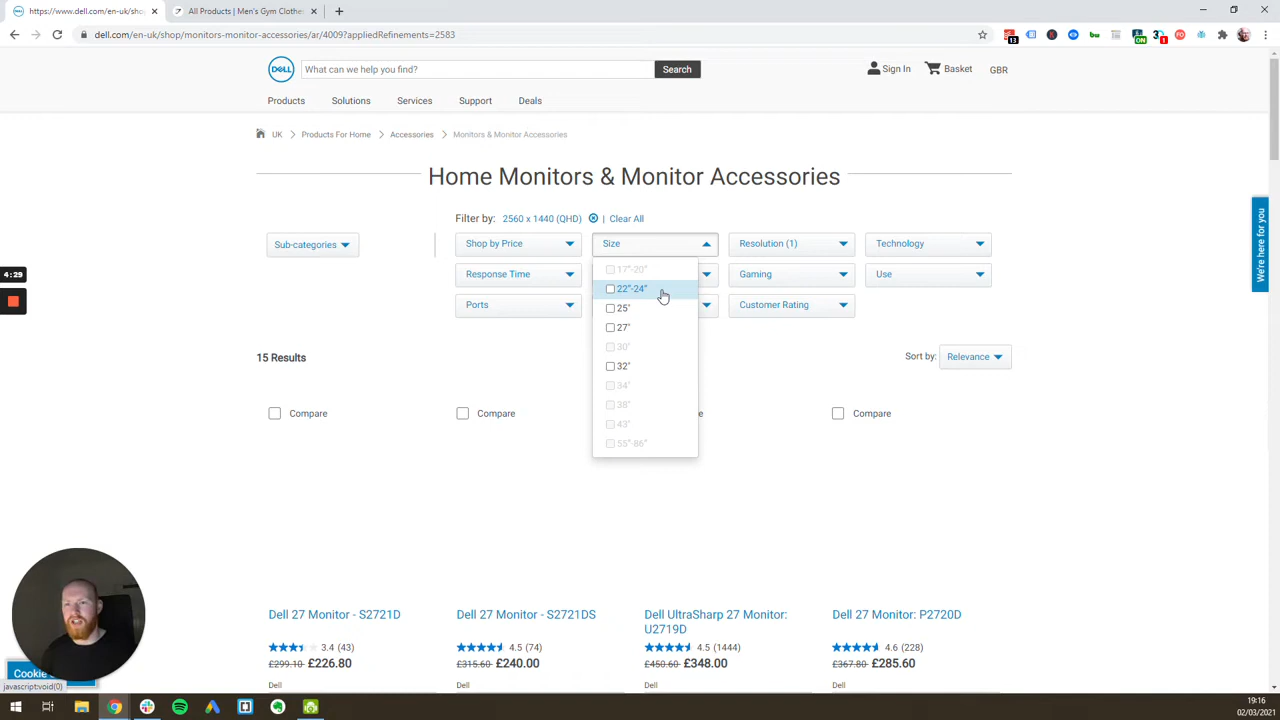 https://www.dell.com/en-uk/sho
All Products | Men's Gym Clothe
dell.com/en-uk/shop/monitors-monitor-accessories/ar/4009?appliedRefinements=2583
13
ON
1
DELL
What can we help you find?
Search
Sign In
Basket
GBR
Products
Solutions
Services
Support
Deals
UK
Products For Home
Accessories
Monitors & Monitor Accessories
Home Monitors & Monitor Accessories
Filter by: 2560 x 1440 (QHD) | Clear All
Sub-categories
Shop by Price
Size
Resolution (1)
Technology
Response Time
Gaming
Use
Ports
Customer Rating
17"-20"
22"-24"
25"
27"
30"
32"
34"
38"
43"
55"-86"
We're here for you
4:29
15 Results
Sort by: Relevance
Compare
Compare
e
Compare
Dell 27 Monitor - S2721D
3.4 (43)
£299.10 £226.80
Dell
Dell 27 Monitor - S2721DS
4.5 (74)
£315.60 £240.00
Dell
Dell UltraSharp 27 Monitor:
U2719D
4.5 (1444)
£450.60 £348.00
Dell
Dell 27 Monitor: P2720D
4.6 (228)
£367.80 £285.60
Dell
Cookie
javascript:void(0)
19:16
02/03/2021